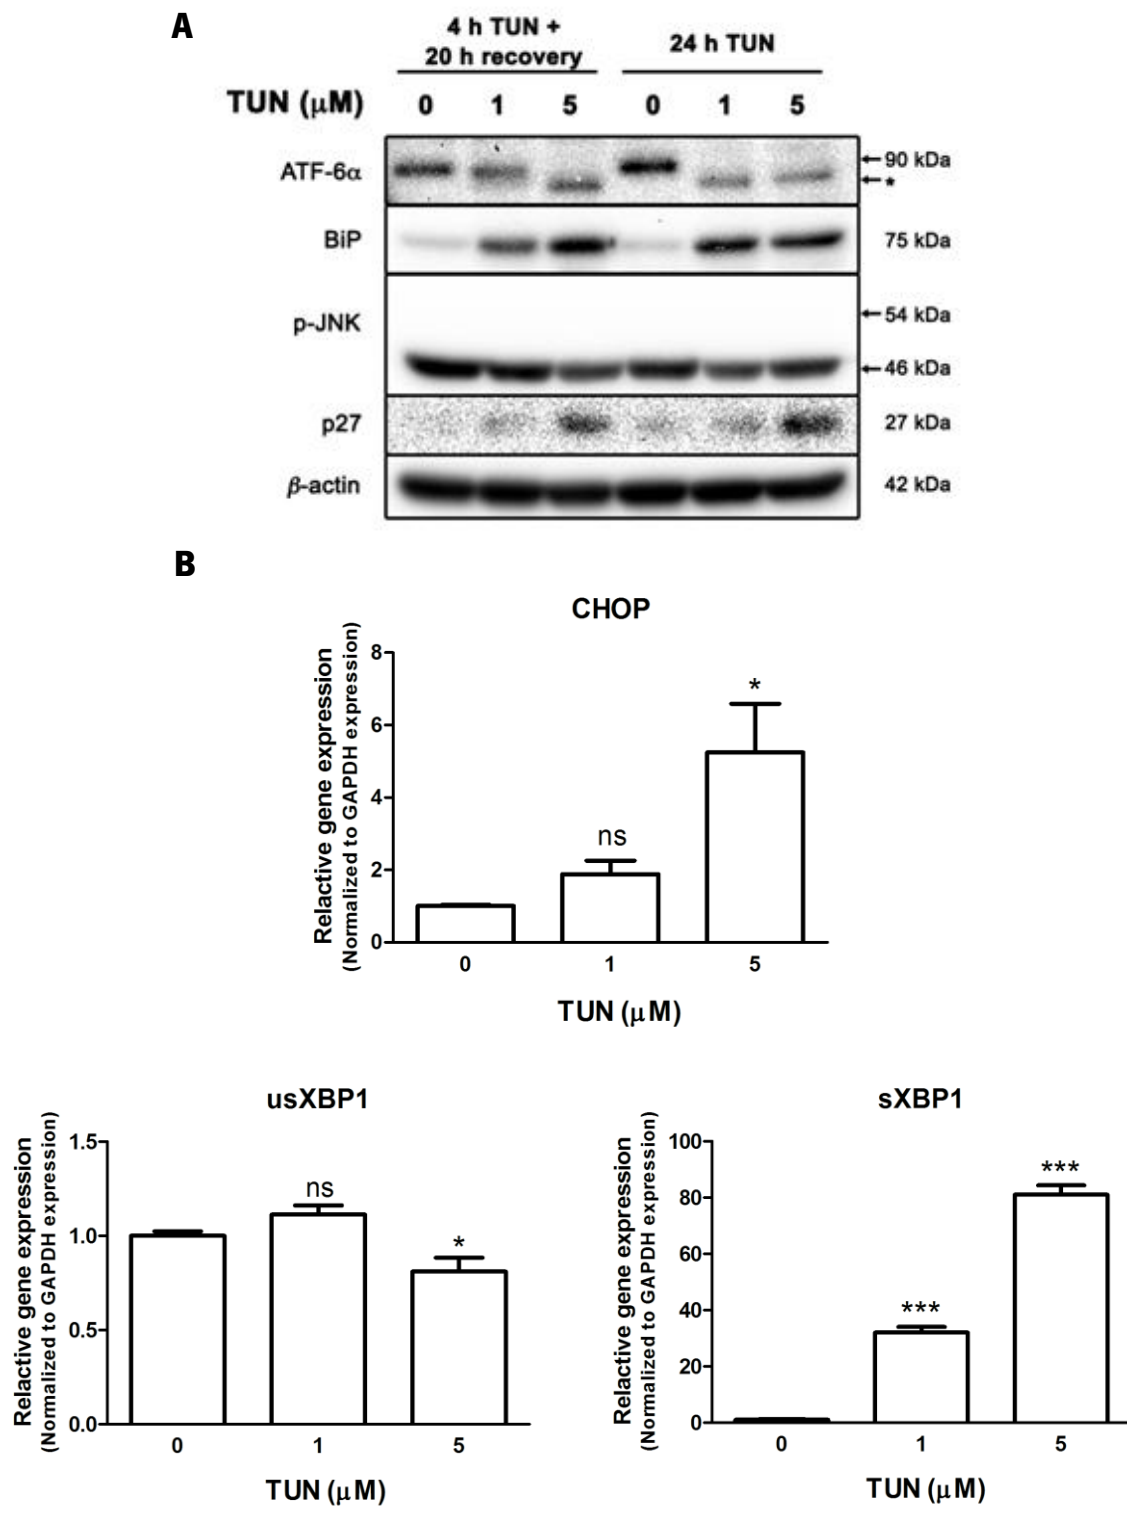 A
4 h TUN +
20 h recovery
24 h TUN
TUN (μM) 0 1 5 0 1 5
ATF-6α
←90 kDa
←*
BiP 75 kDa
p-JNK
←54 kDa
←46 kDa
p27 27 kDa
β-actin 42 kDa
B
CHOP
Relactive gene expression
(Normalized to GAPDH expression)
8
6
4
2
0
ns
*
0 1 5
TUN (μM)
usXBP1
Relactive gene expression
(Normalized to GAPDH expression)
1.5
1.0
0.5
0.0
ns
*
0 1 5
TUN (μM)
sXBP1
Relactive gene expression
(Normalized to GAPDH expression)
100
80
60
40
20
0
***
***
0 1 5
TUN (μM)